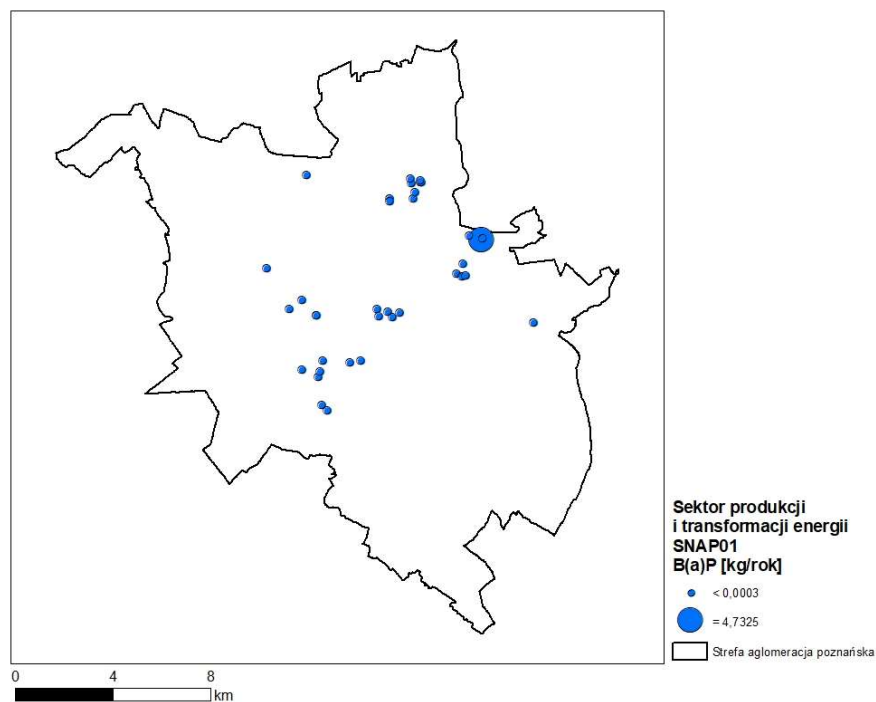 Sektor produkcji
i transformacji energii
SNAP01
B(a)P [kg/rok]
< 0,0003
= 4,7325
Strefa aglomeracja poznańska
0 4 8
km